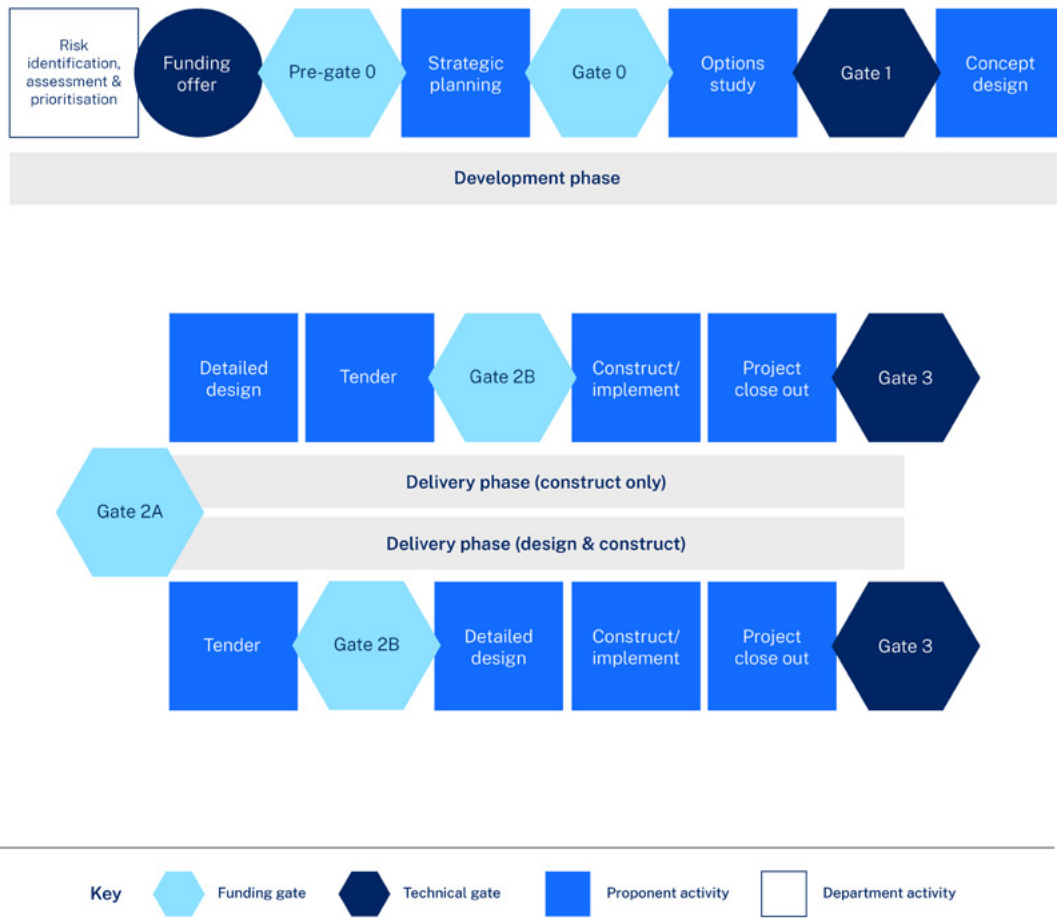 Risk
identification,
assessment &
prioritisation
Funding
offer
Pre-gate 0
Strategic
planning
Gate 0
Options
study
Gate 1
Concept
design
Development phase
Detailed
design
Tender
Gate 2B
Construct/
implement
Project
close out
Gate 3
Gate 2A
Delivery phase (construct only)
Delivery phase (design & construct)
Tender
Gate 2B
Detailed
design
Construct/
implement
Project
close out
Gate 3
Key
Funding gate
Technical gate
Proponent activity
Department activity